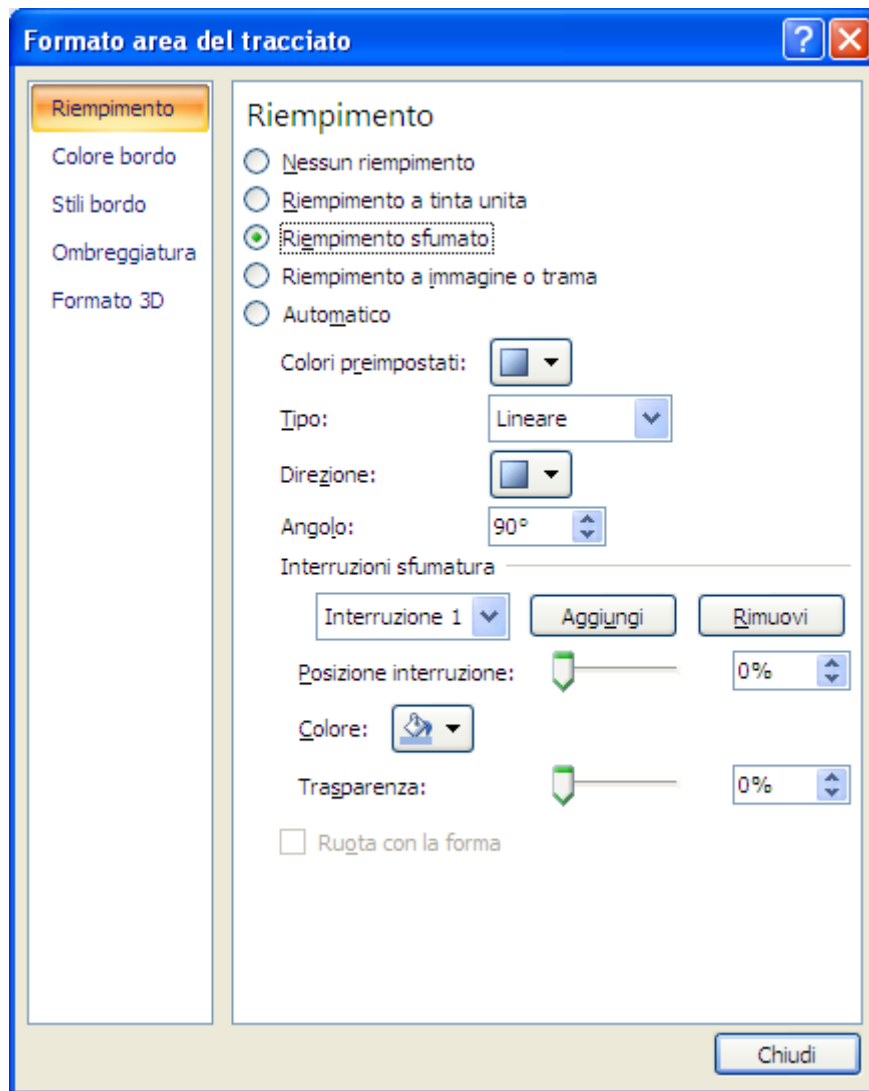 Formato area del tracciato
Riempimento
Colore bordo
Stili bordo
Ombreggiatura
Formato 3D
Riempimento
Nessun riempimento
Riempimento a tinta unita
Riempimento sfumato
Riempimento a immagine o trama
Automatico
Colori preimpostati:
Tipo: Lineare
Direzione:
Angolo: 90°
Interruzioni sfumatura
Interruzione 1 Aggiungi Rimuovi
Posizione interruzione: 0%
Colore:
Trasparenza: 0%
Ruota con la forma
Chiudi